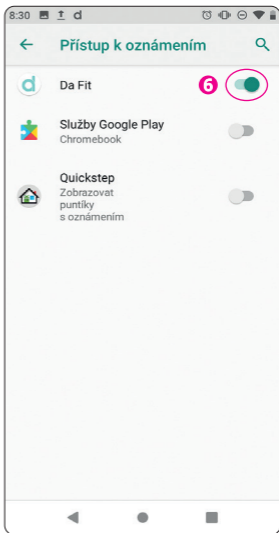 8:30
Přístup k oznámením
Da Fit
6
Služby Google Play
Chromebook
Quickstep
Zobrazovat
puntíky
s oznámením